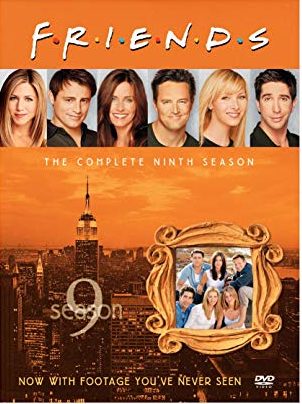 F·R·I·E·N·D·S
THE COMPLETE NINTH SEASON
9
season
NOW WITH FOOTAGE YOU'VE NEVER SEEN
DVD